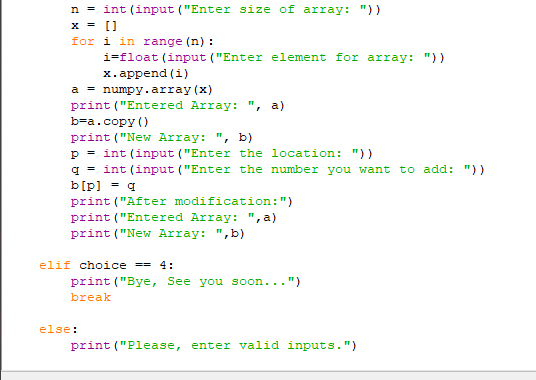 n = int(input("Enter size of array: "))
x = []
for i in range(n):
i=float(input("Enter element for array: "))
x.append(i)
a = numpy.array(x)
print("Entered Array: ", a)
b=a.copy()
print("New Array: ", b)
p = int(input("Enter the location: "))
q = int(input("Enter the number you want to add: "))
b[p] = q
print("After modification:")
print("Entered Array: ",a)
print("New Array: ",b)
elif choice == 4:
print("Bye, See you soon...")
break
else:
print("Please, enter valid inputs.")